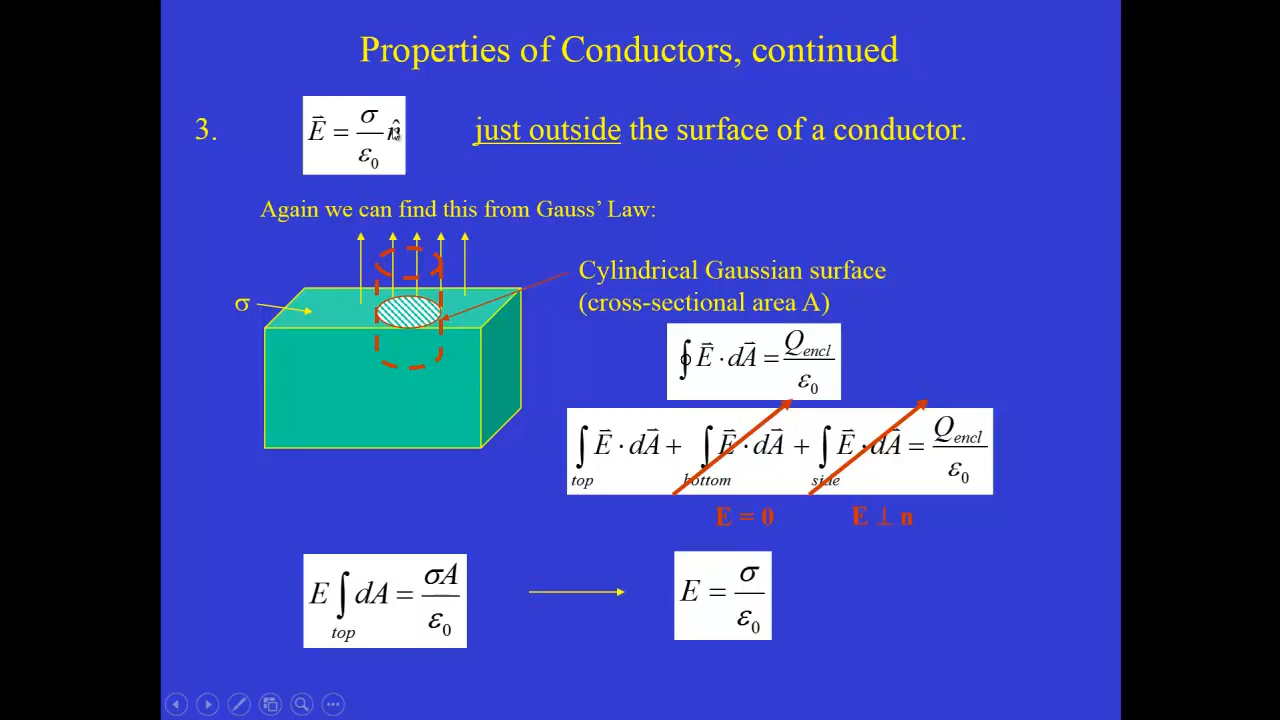 Properties of Conductors, continued
3. E⃗ = σ/ε₀ n̂ just outside the surface of a conductor.
Again we can find this from Gauss' Law:
σ
Cylindrical Gaussian surface
(cross-sectional area A)
∮ E⃗ · dA⃗ = Q_encl/ε₀
∫_top E⃗ · dA⃗ + ∫_bottom E⃗ · dA⃗ + ∫_side E⃗ · dA⃗ = Q_encl/ε₀
E = 0 E ⊥ n
E ∫_top dA = σA/ε₀
E = σ/ε₀